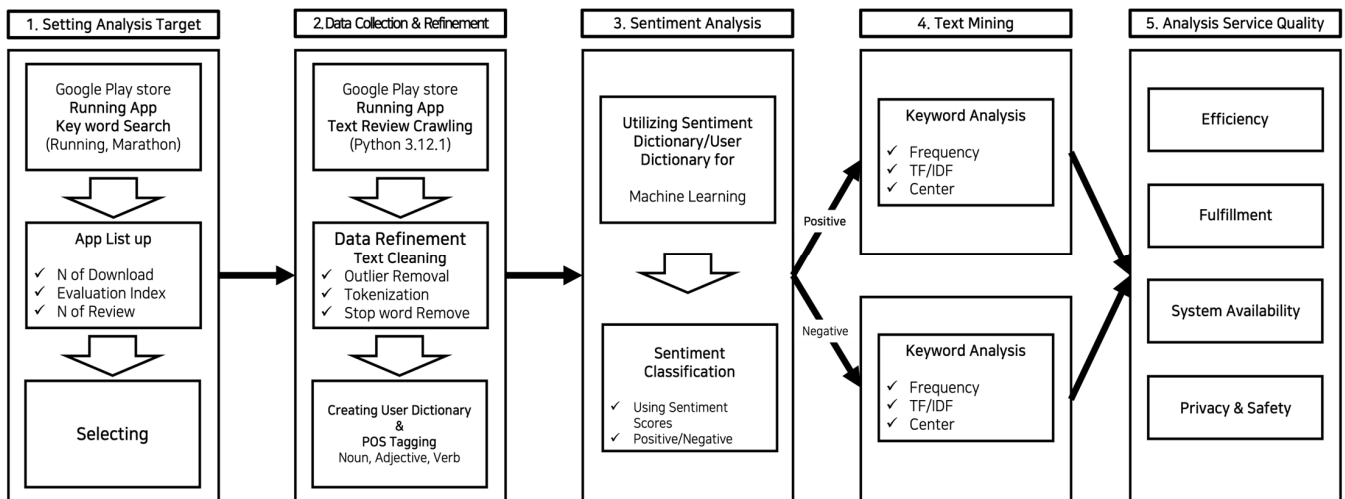 1. Setting Analysis Target
Google Play store
Running App
Key word Search
(Running, Marathon)
App List up
✓ N of Download
✓ Evaluation Index
✓ N of Review
Selecting
2. Data Collection & Refinement
Google Play store
Running App
Text Review Crawling
(Python 3.12.1)
Data Refinement
Text Cleaning
✓ Outlier Removal
✓ Tokenization
✓ Stop word Remove
Creating User Dictionary
&
POS Tagging
Noun, Adjective, Verb
3. Sentiment Analysis
Utilizing Sentiment
Dictionary/User
Dictionary for
Machine Learning
Sentiment
Classification
✓ Using Sentiment
Scores
✓ Positive/Negative
Positive
Negative
4. Text Mining
Keyword Analysis
✓ Frequency
✓ TF/IDF
✓ Center
Keyword Analysis
✓ Frequency
✓ TF/IDF
✓ Center
5. Analysis Service Quality
Efficiency
Fulfillment
System Availability
Privacy & Safety